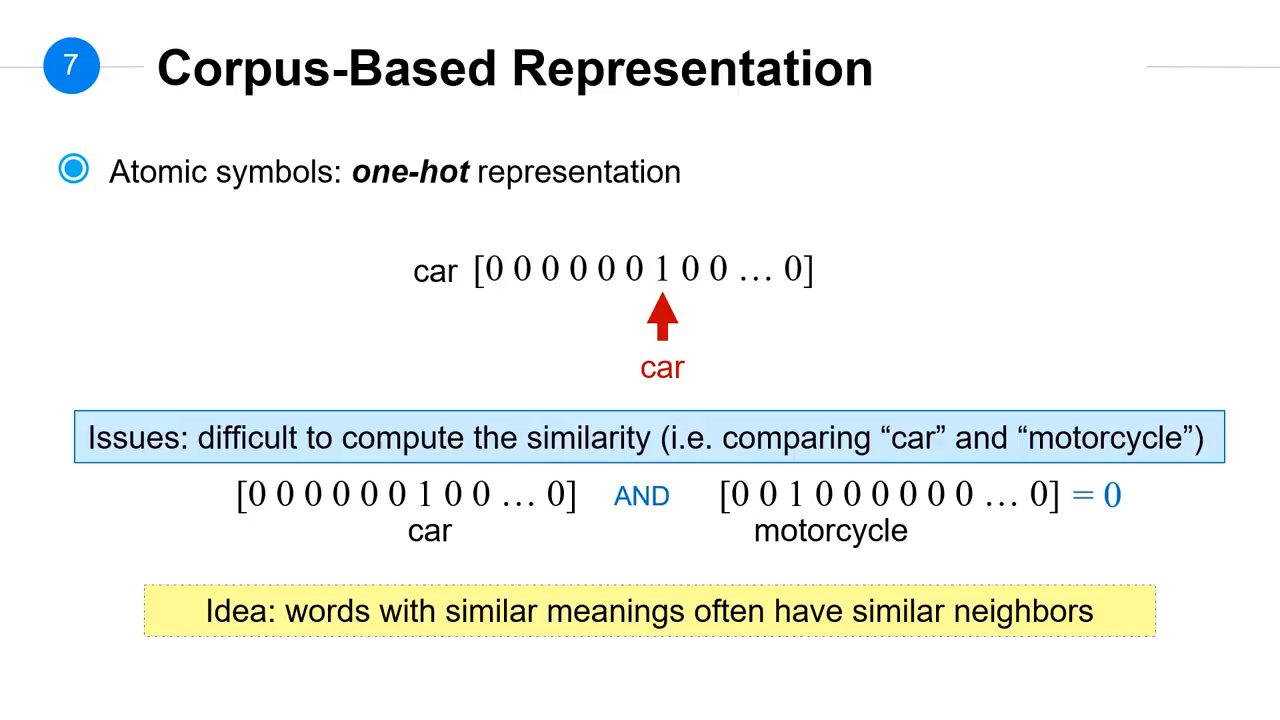 7
Corpus-Based Representation
Atomic symbols: one-hot representation
car [0 0 0 0 0 0 1 0 0 … 0]
car
Issues: difficult to compute the similarity (i.e. comparing “car” and “motorcycle”)
[0 0 0 0 0 0 1 0 0 … 0] AND [0 0 1 0 0 0 0 0 0 … 0] = 0
car motorcycle
Idea: words with similar meanings often have similar neighbors